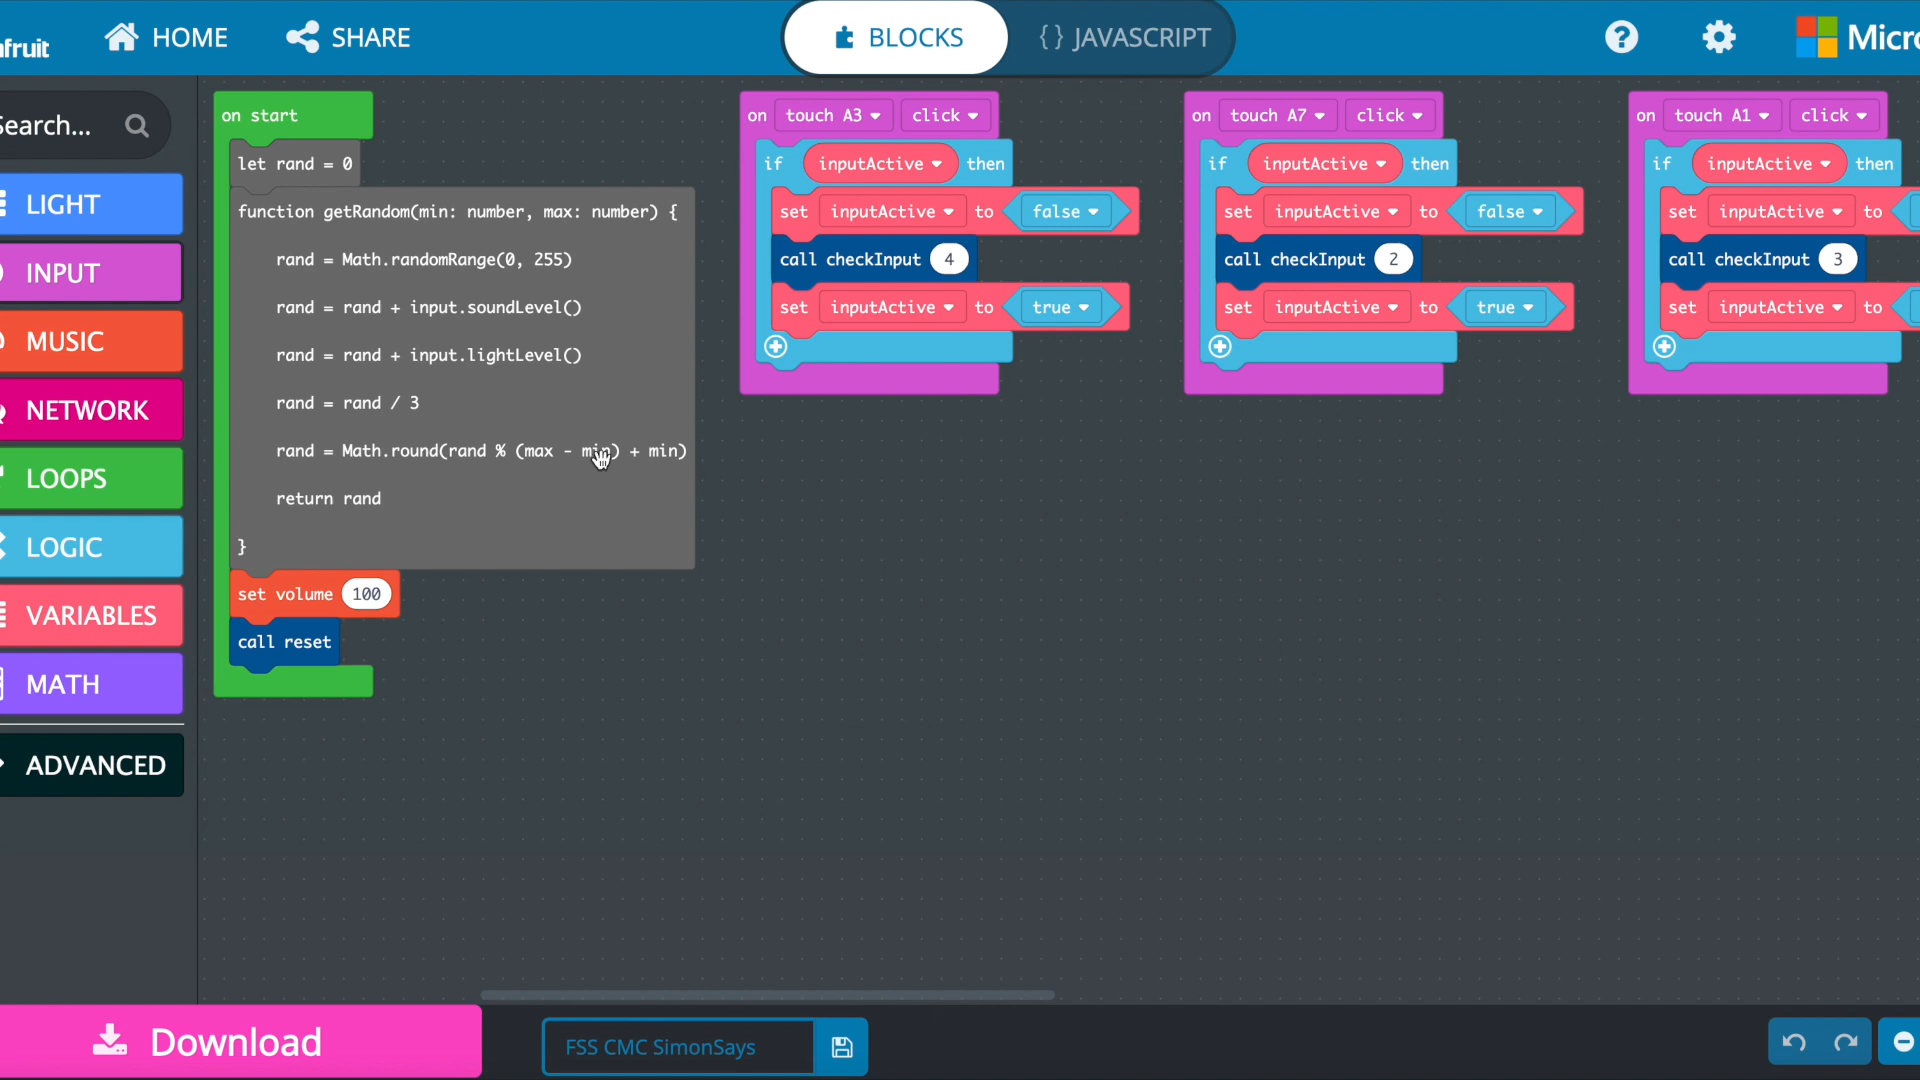 fruit
HOME
SHARE
BLOCKS
{ } JAVASCRIPT
?
Micro
Search...
LIGHT
INPUT
MUSIC
NETWORK
LOOPS
LOGIC
VARIABLES
MATH
ADVANCED
on start
let rand = 0
function getRandom(min: number, max: number) {
rand = Math.randomRange(0, 255)
rand = rand + input.soundLevel()
rand = rand + input.lightLevel()
rand = rand / 3
rand = Math.round(rand % (max - min) + min)
return rand
}
set volume 100
call reset
on touch A3 click
if inputActive then
set inputActive to false
call checkInput 4
set inputActive to true
on touch A7 click
if inputActive then
set inputActive to false
call checkInput 2
set inputActive to true
on touch A1 click
if inputActive then
set inputActive to
call checkInput 3
set inputActive to
Download
FSS CMC SimonSays